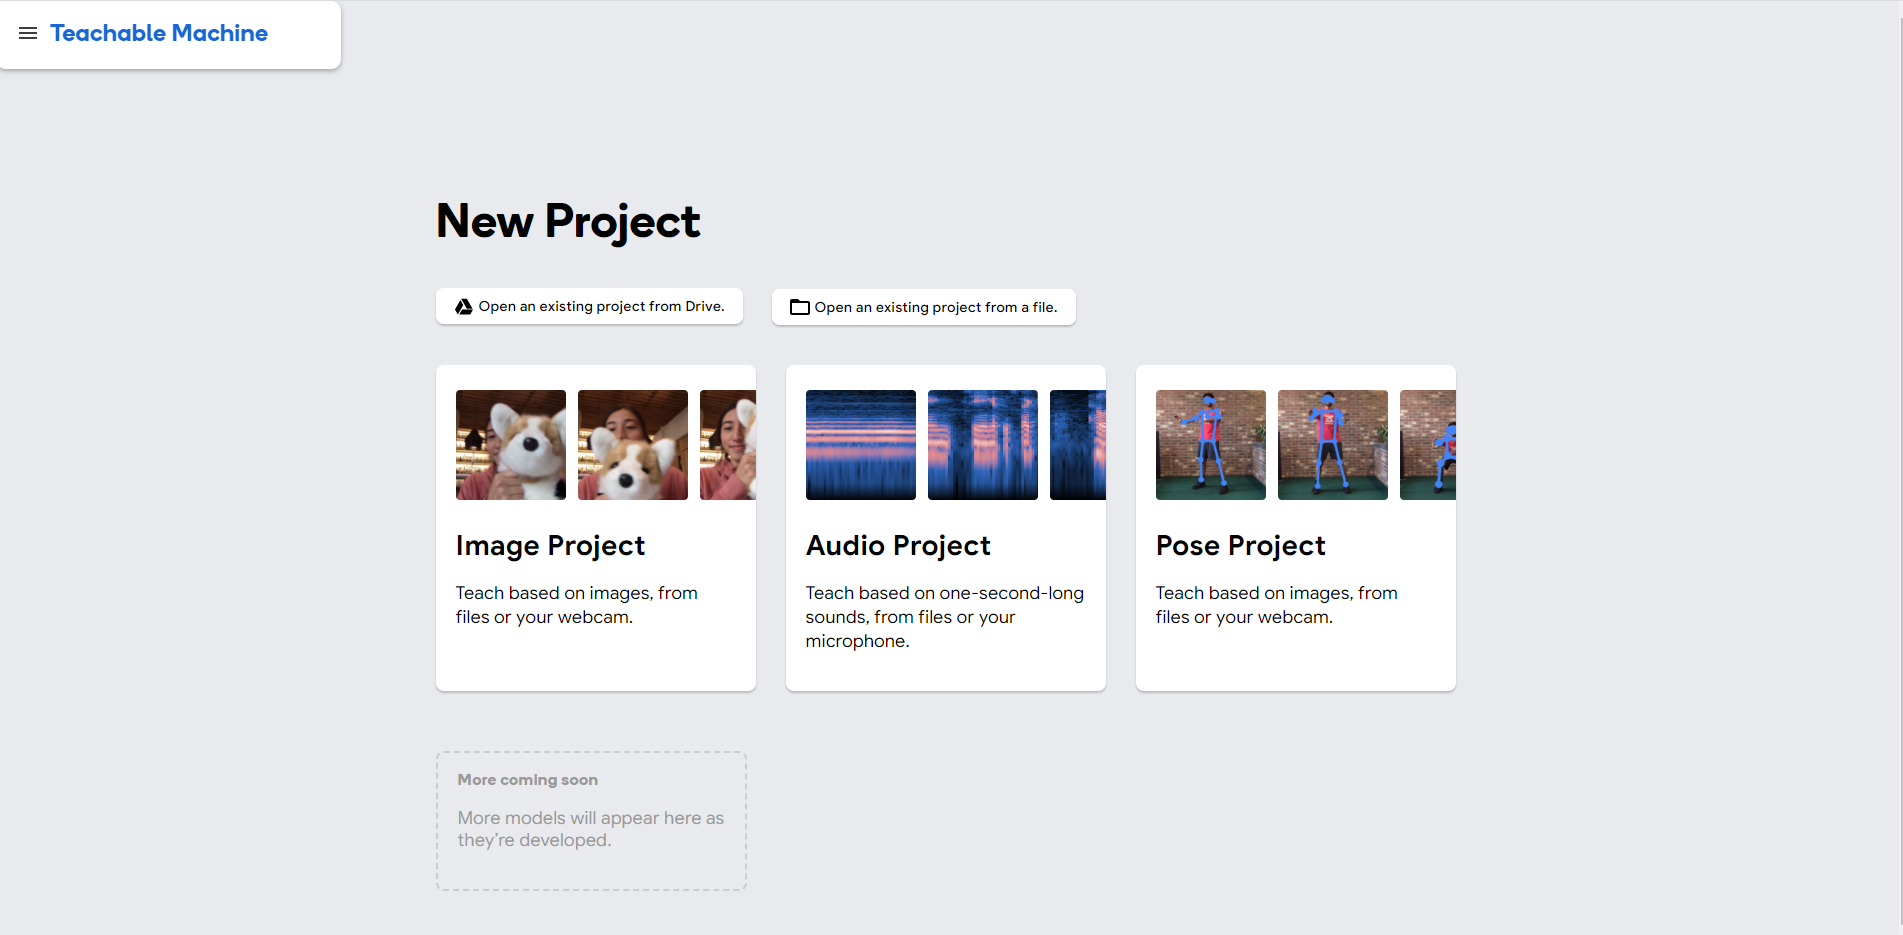 Teachable Machine
New Project
Open an existing project from Drive.
Open an existing project from a file.
Image Project
Teach based on images, from
files or your webcam.
Audio Project
Teach based on one-second-long
sounds, from files or your
microphone.
Pose Project
Teach based on images, from
files or your webcam.
More coming soon
More models will appear here as
they’re developed.